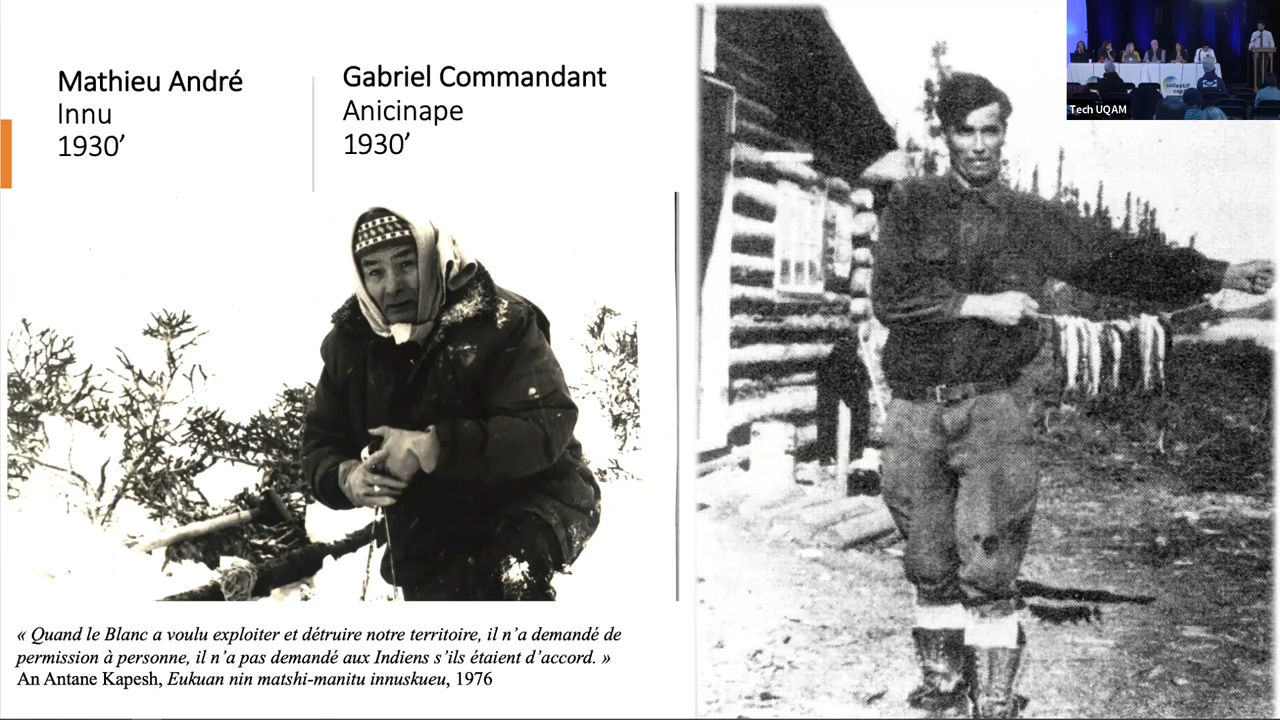 Mathieu André
Innu
1930’
Gabriel Commandant
Anicinape
1930’
« Quand le Blanc a voulu exploiter et détruire notre territoire, il n’a demandé de
permission à personne, il n’a pas demandé aux Indiens s’ils étaient d’accord. »
An Antane Kapesh, Eukuan nin matshi-manitu innuskueu, 1976
Tech UQAM
collectif